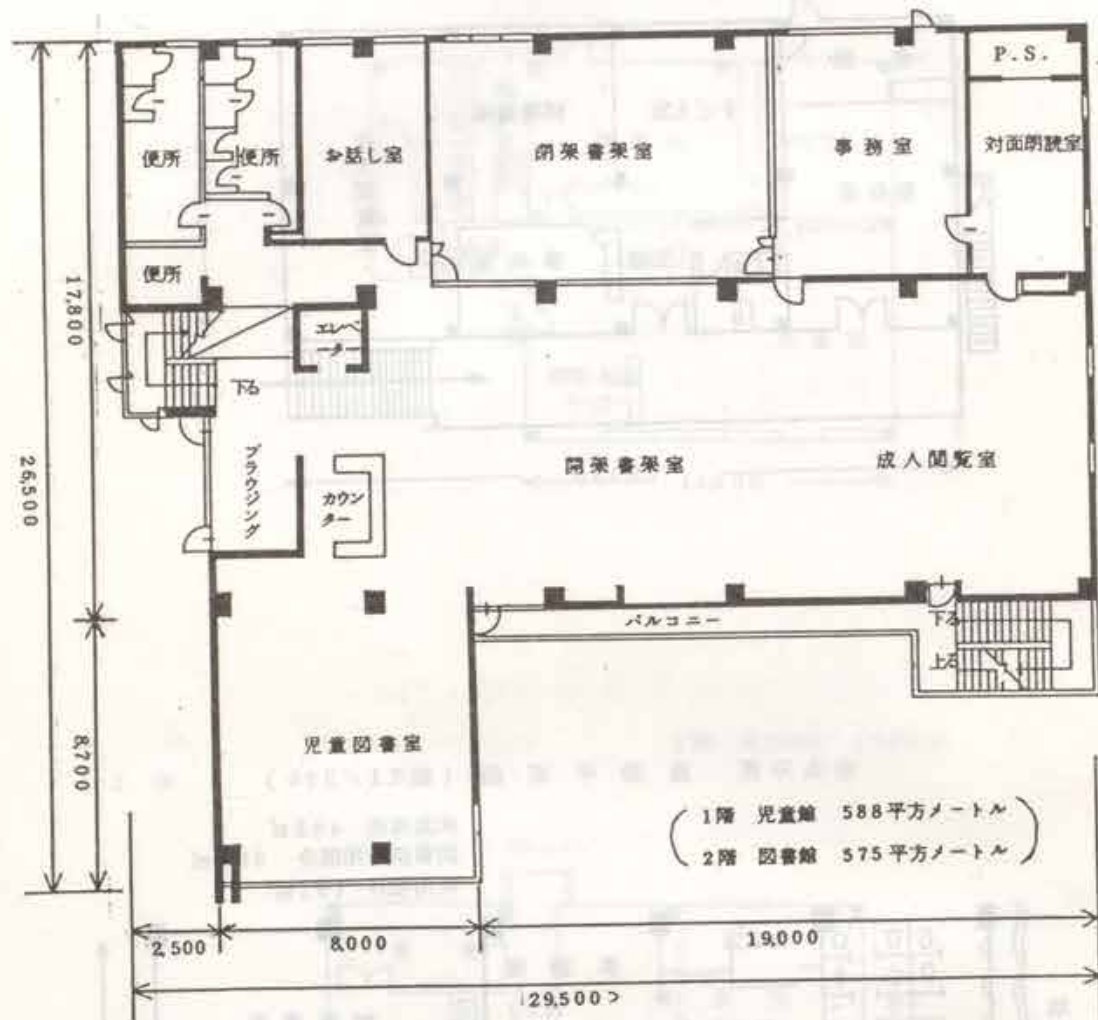 P.S.
便所
便所
お話し室
閉架書架室
事務室
対面朗読室
便所
17,800
エレベ
ーター
下る
26,500
ブラウジング
カウン
ター
開架書架室
成人閲覧室
バルコニー
下る
上る
8,700
児童図書室
1階 児童館 588平方メートル
2階 図書館 575平方メートル
2,500
8,000
19,000
29,500